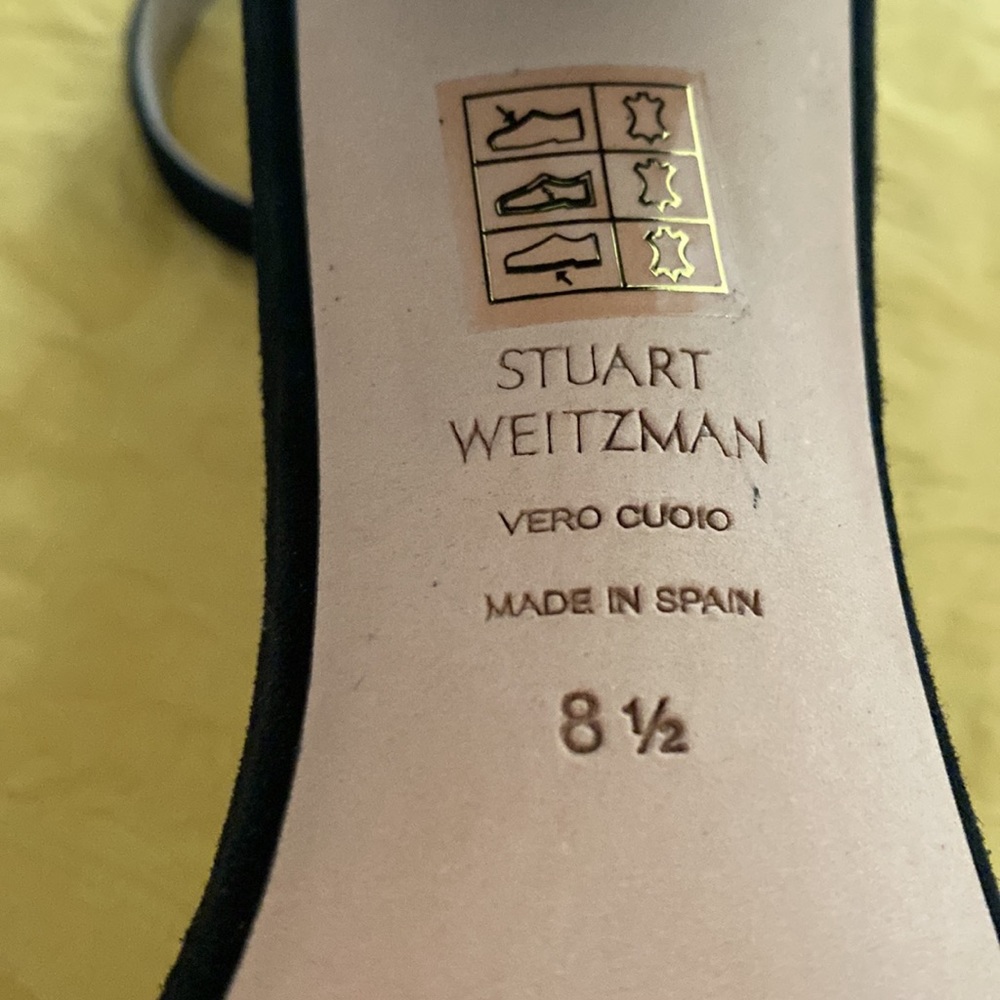 STUART
WEITZMAN
VERO CUOIO
MADE IN SPAIN
8 ½